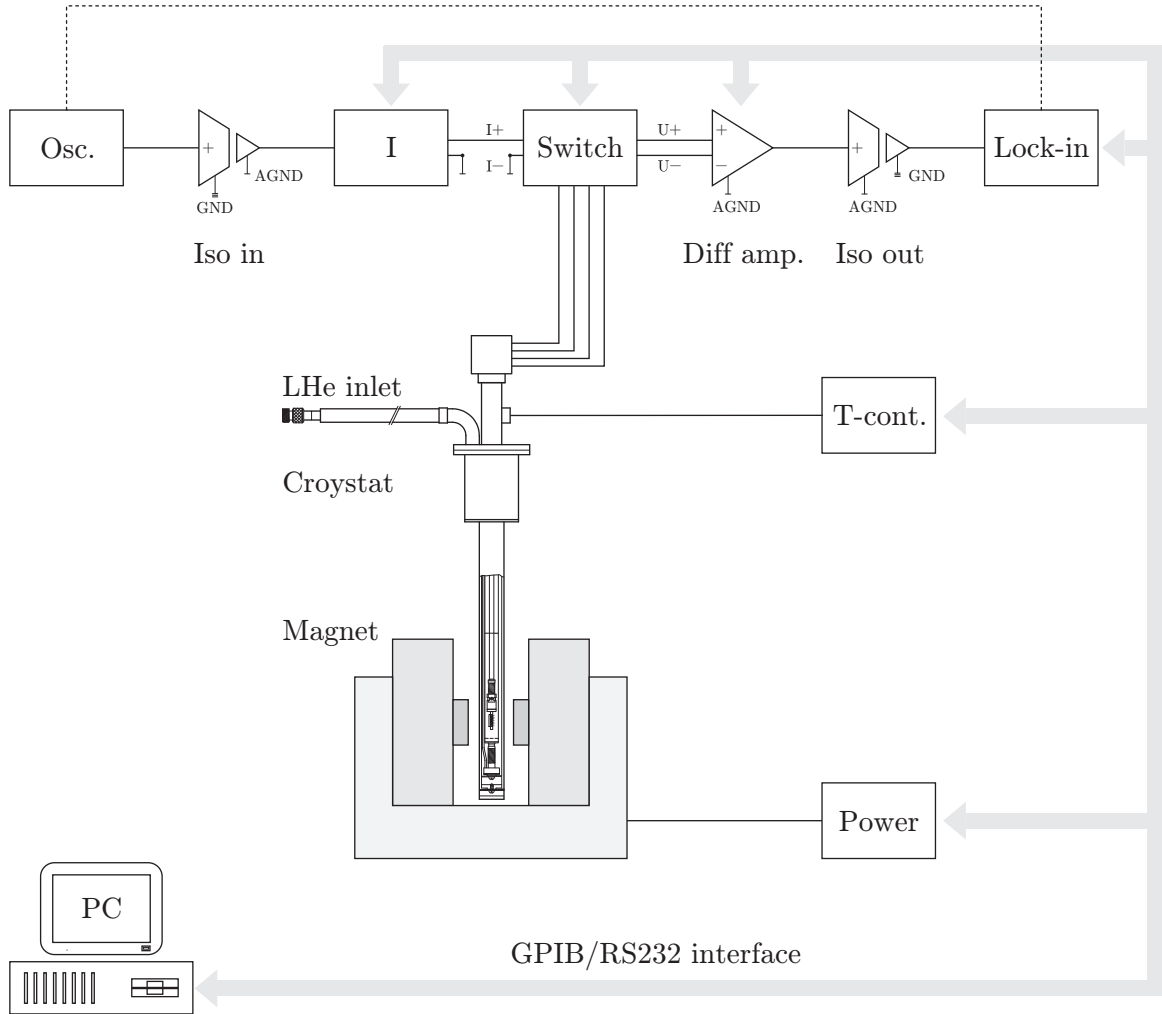 Osc.
+
AGND
GND
Iso in
I
I+
I−
Switch
U+
U−
+
−
AGND
Diff amp.
+
GND
AGND
Iso out
Lock-in
LHe inlet
T-cont.
Croystat
Magnet
Power
PC
GPIB/RS232 interface